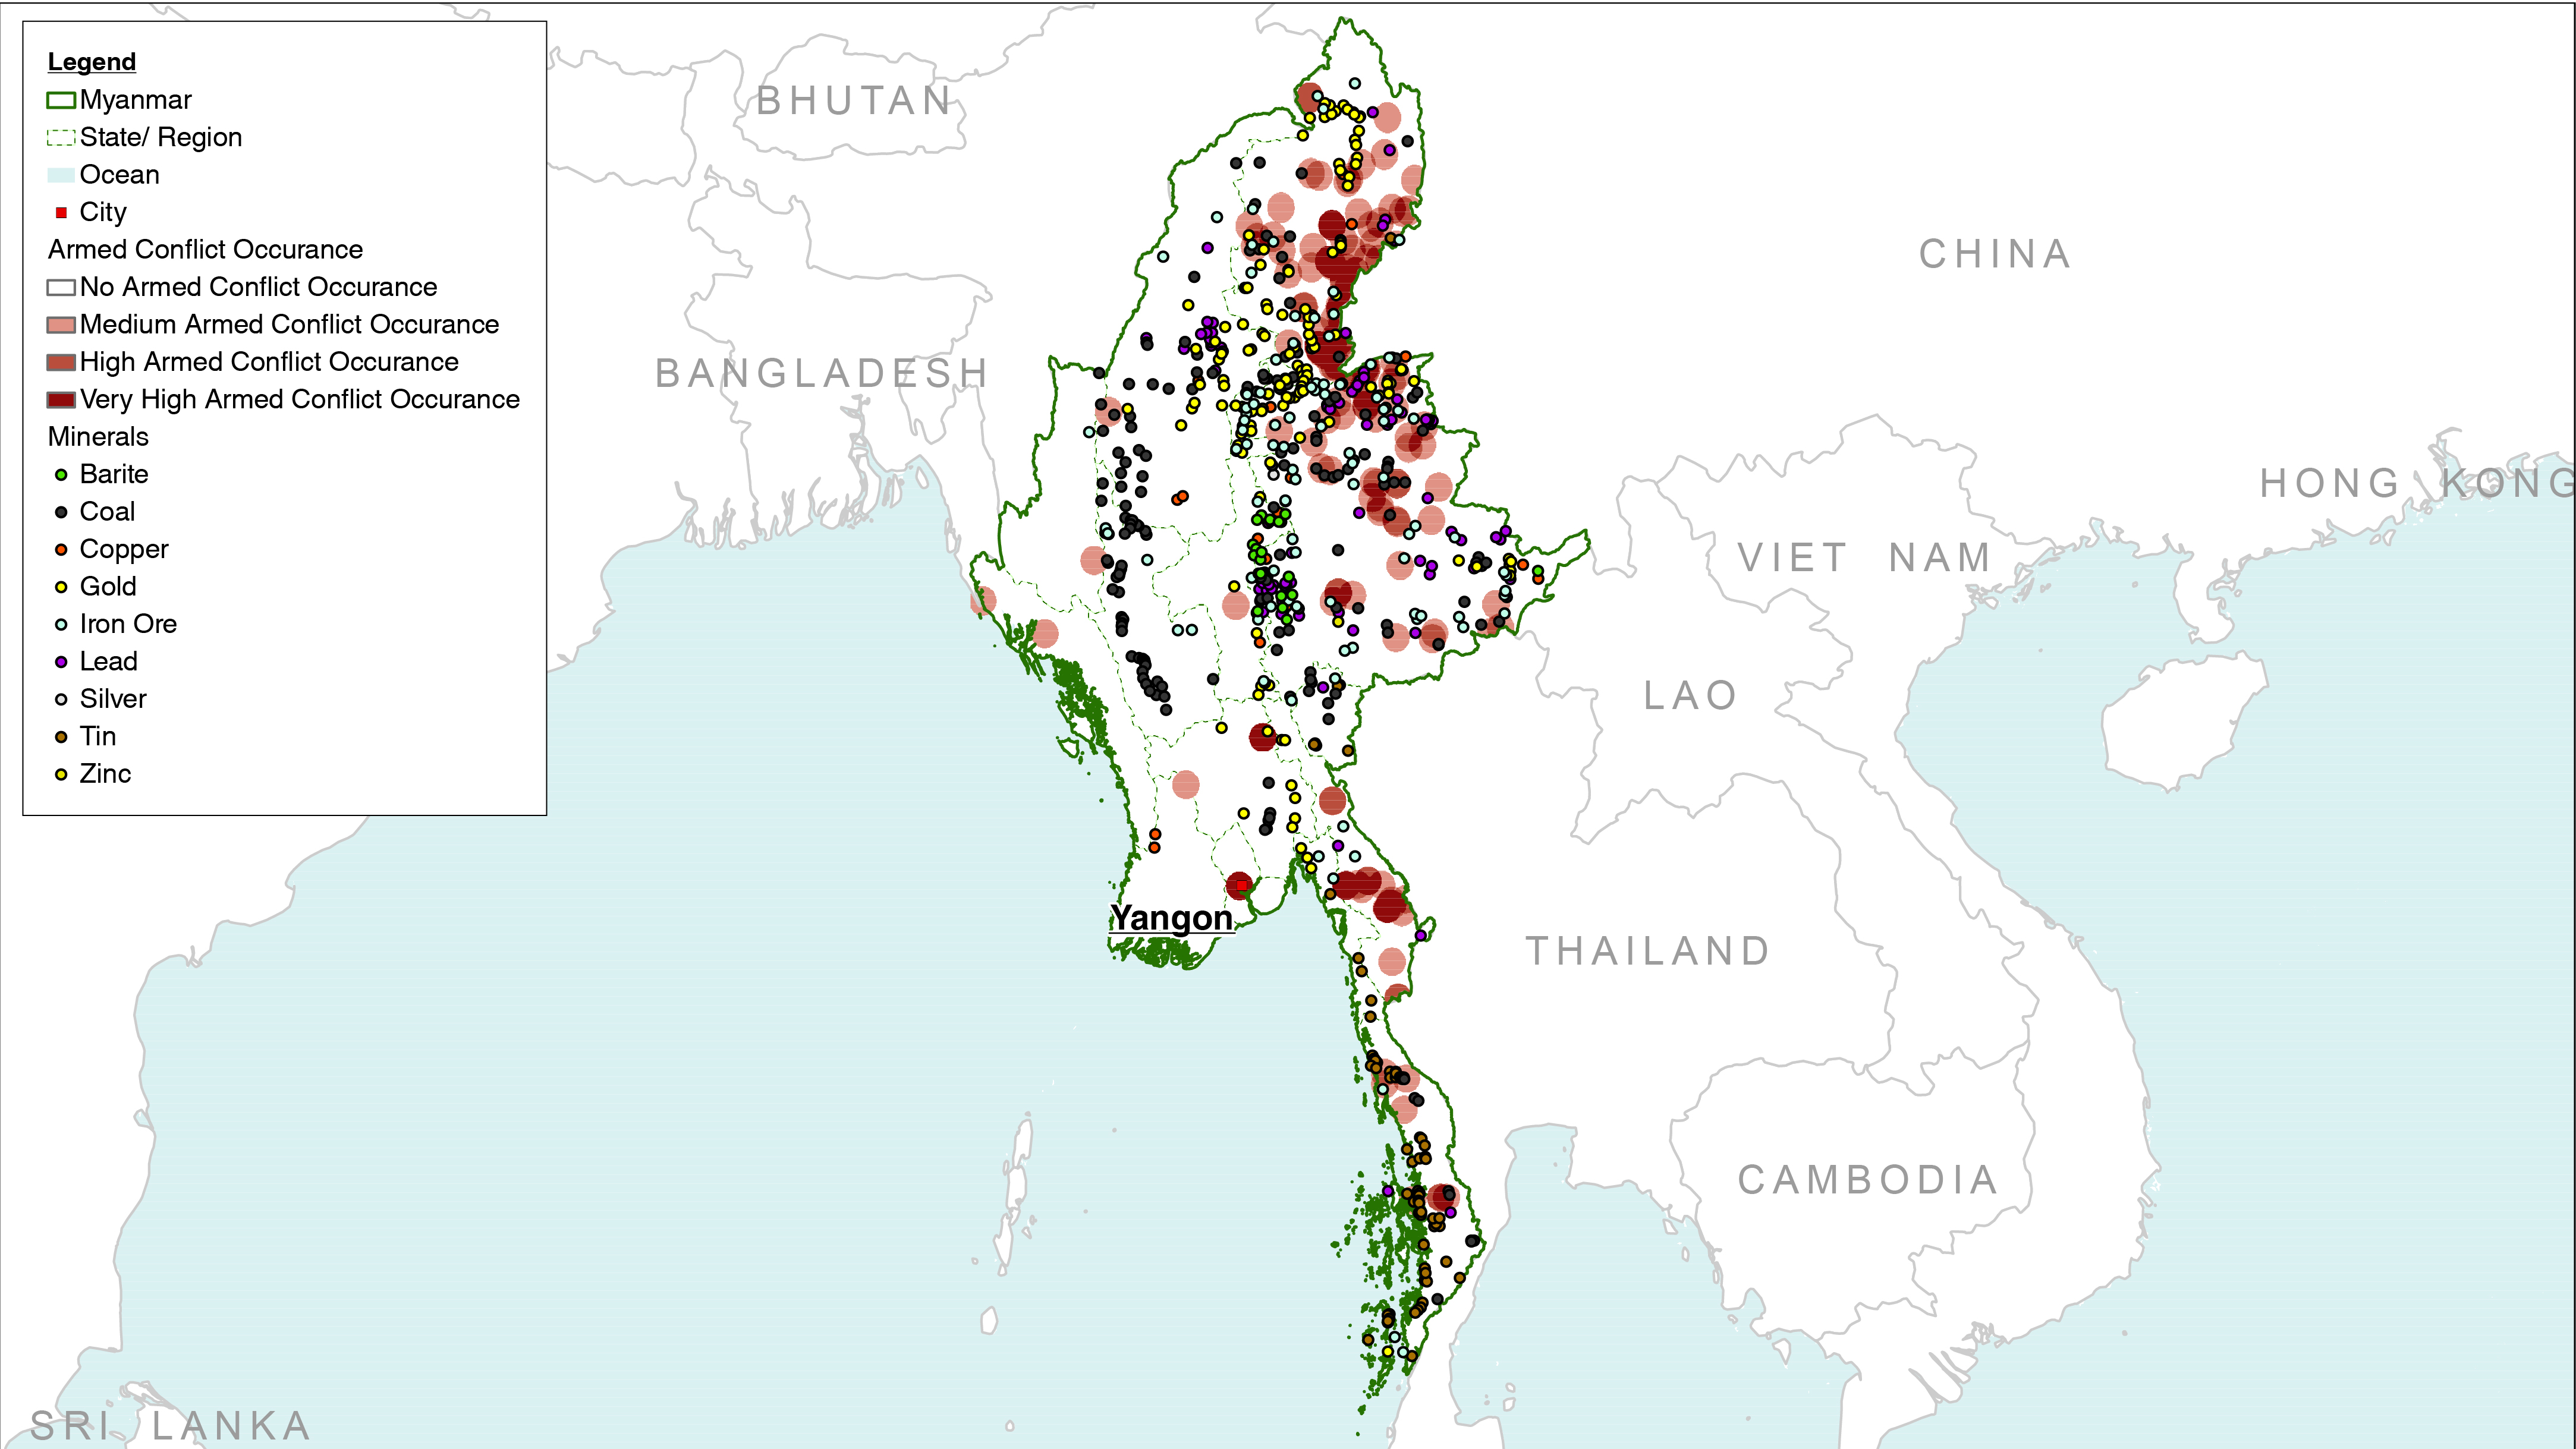 Legend
Myanmar
State/ Region
Ocean
City
Armed Conflict Occurance
No Armed Conflict Occurance
Medium Armed Conflict Occurance
High Armed Conflict Occurance
Very High Armed Conflict Occurance
Minerals
Barite
Coal
Copper
Gold
Iron Ore
Lead
Silver
Tin
Zinc
BHUTAN
CHINA
BANGLADESH
HONG KONG
VIET NAM
LAO
Yangon
THAILAND
CAMBODIA
SRI LANKA